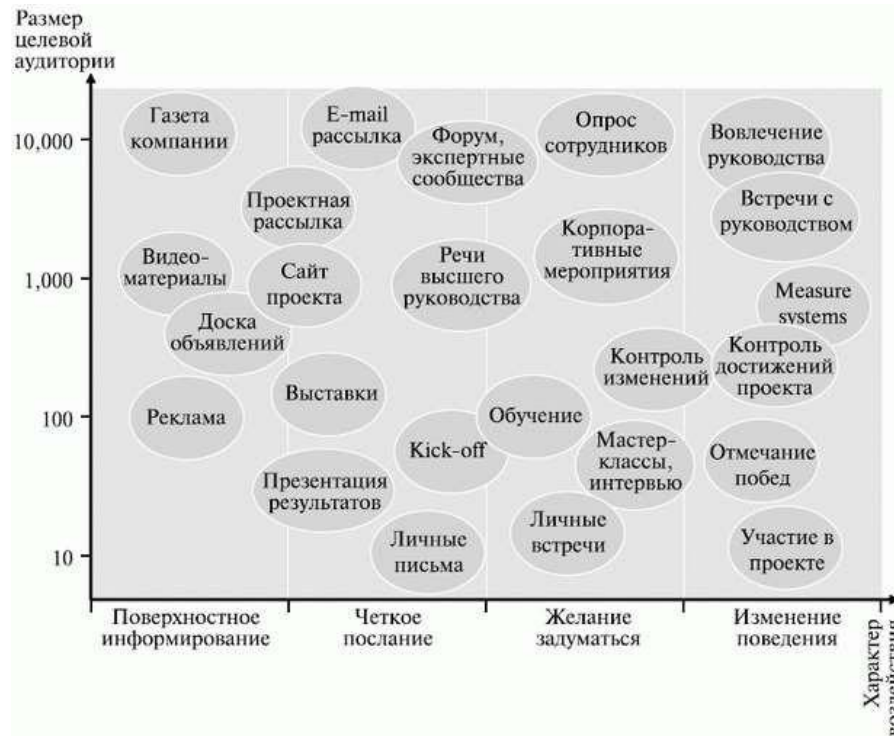 Размер
целевой
аудитории
Газета
компании
E-mail
рассылка
Форум,
экспертные
сообщества
Опрос
сотрудников
Вовлечение
руководства
10,000
Проектная
рассылка
Встречи с
руководством
Видео-
материалы
Сайт
проекта
Речи
высшего
руководства
Корпора-
тивные
мероприятия
1,000
Measure
systems
Доска
объявлений
Контроль
изменений
Контроль
достижений
проекта
Выставки
100
Реклама
Обучение
Kick-off
Мастер-
классы,
интервью
Отмечание
побед
Презентация
результатов
Личные
письма
Личные
встречи
Участие в
проекте
10
Поверхностное
информирование
Четкое
послание
Желание
задуматься
Изменение
поведения
Характер